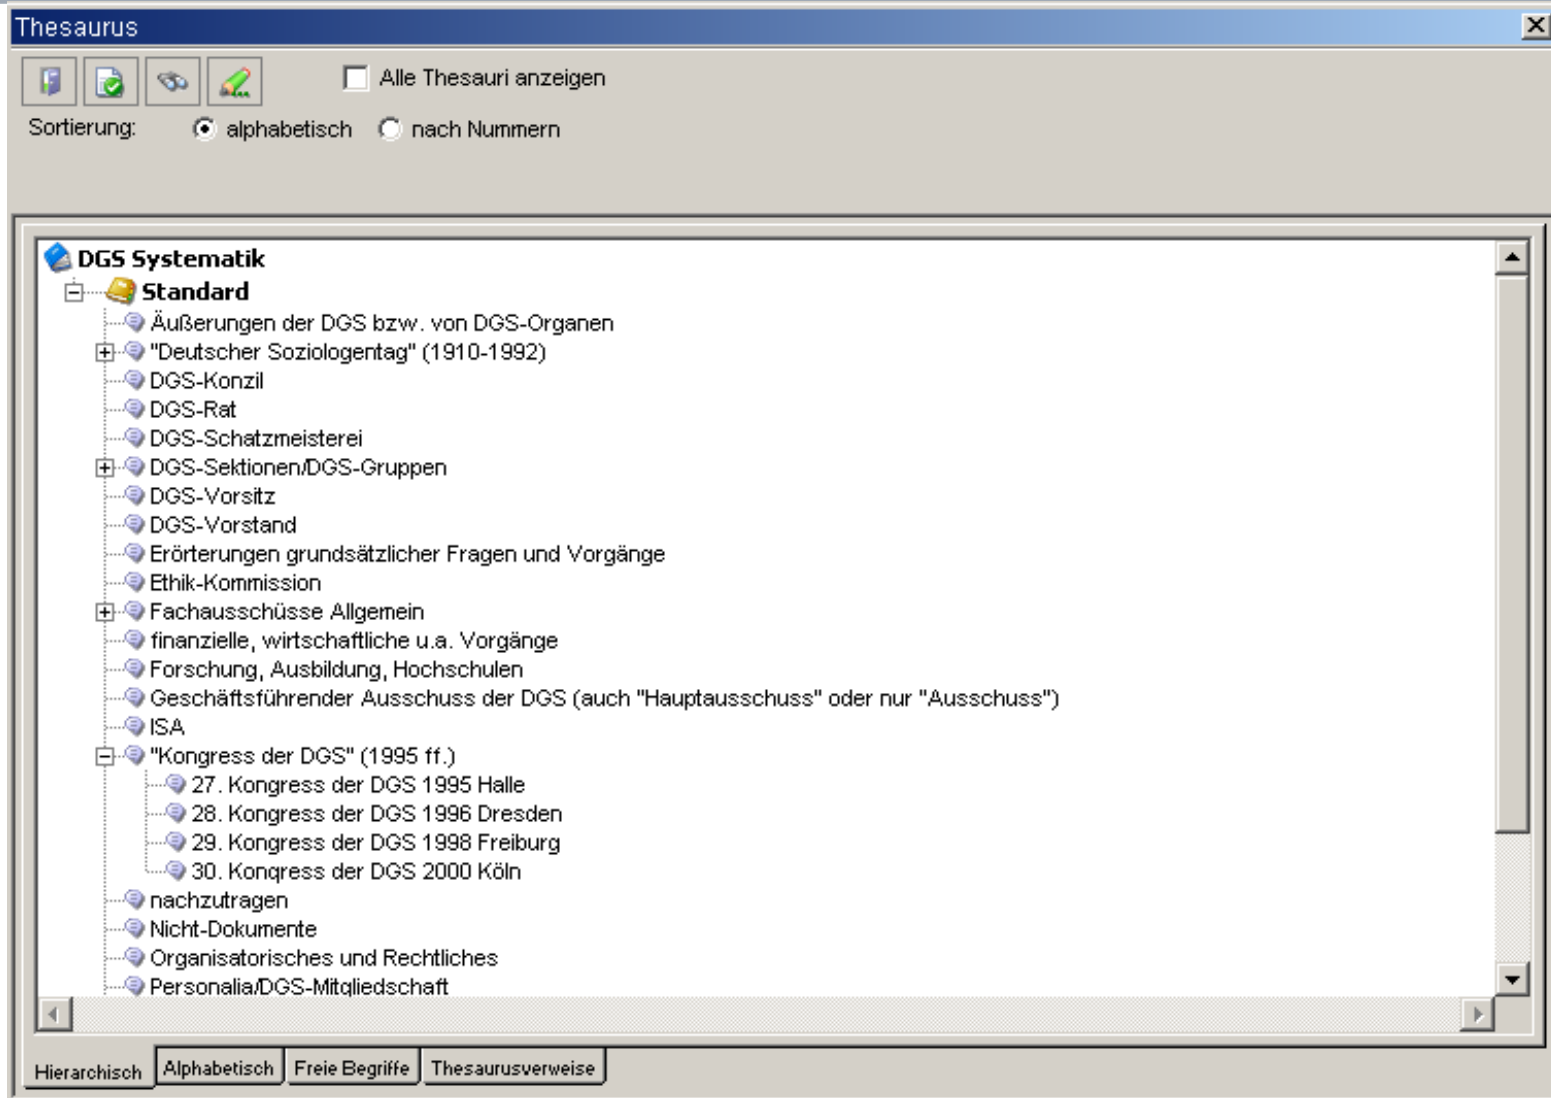 Thesaurus
Alle Thesauri anzeigen
Sortierung: alphabetisch nach Nummern
DGS Systematik
Standard
Äußerungen der DGS bzw. von DGS-Organen
"Deutscher Soziologentag" (1910-1992)
DGS-Konzil
DGS-Rat
DGS-Schatzmeisterei
DGS-Sektionen/DGS-Gruppen
DGS-Vorsitz
DGS-Vorstand
Erörterungen grundsätzlicher Fragen und Vorgänge
Ethik-Kommission
Fachausschüsse Allgemein
finanzielle, wirtschaftliche u.a. Vorgänge
Forschung, Ausbildung, Hochschulen
Geschäftsführender Ausschuss der DGS (auch "Hauptausschuss" oder nur "Ausschuss")
ISA
"Kongress der DGS" (1995 ff.)
27. Kongress der DGS 1995 Halle
28. Kongress der DGS 1996 Dresden
29. Kongress der DGS 1998 Freiburg
30. Kongress der DGS 2000 Köln
nachzutragen
Nicht-Dokumente
Organisatorisches und Rechtliches
Personalia/DGS-Mitgliedschaft
Hierarchisch Alphabetisch Freie Begriffe Thesaurusverweise